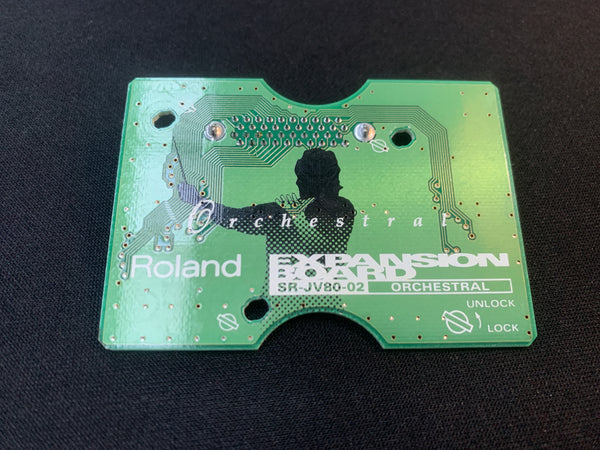 Orchestral
Roland
EXPANSION
BOARD
SR-JV80-02
ORCHESTRAL
UNLOCK
LOCK